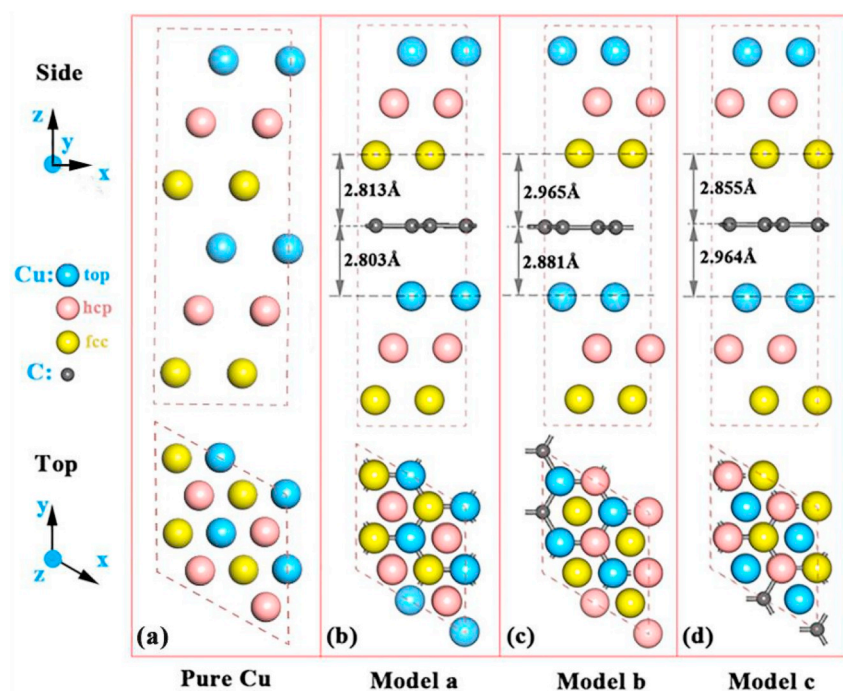 Side
z
y
x
Cu: top
hcp
fcc
C:
Top
y
z
x
2.813Å
2.803Å
2.965Å
2.881Å
2.855Å
2.964Å
(a)
(b)
(c)
(d)
Pure Cu
Model a
Model b
Model c